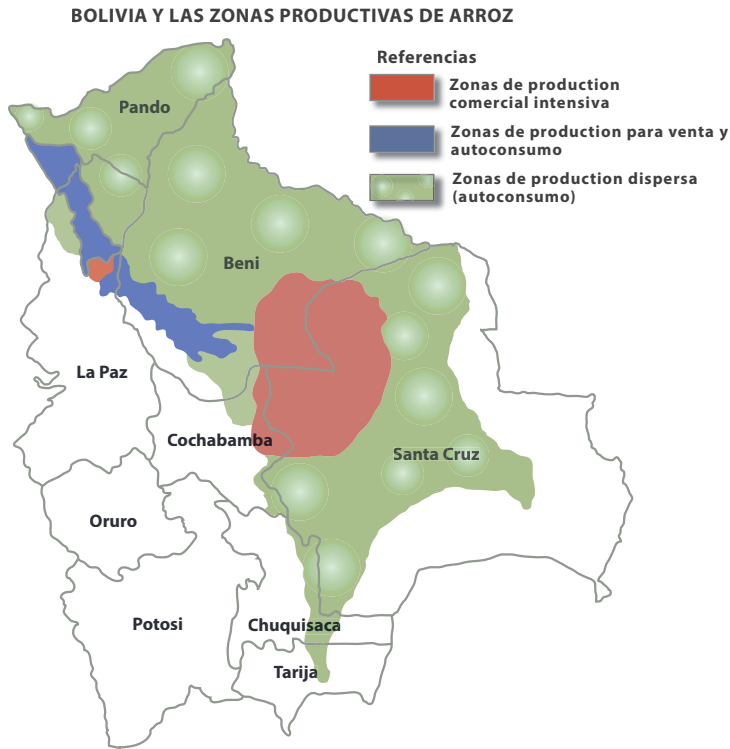 BOLIVIA Y LAS ZONAS PRODUCTIVAS DE ARROZ
Referencias
Zonas de production
comercial intensiva
Zonas de production para venta y
autoconsumo
Zonas de production dispersa
(autoconsumo)
Pando
Beni
La Paz
Cochabamba
Santa Cruz
Oruro
Potosi
Chuquisaca
Tarija